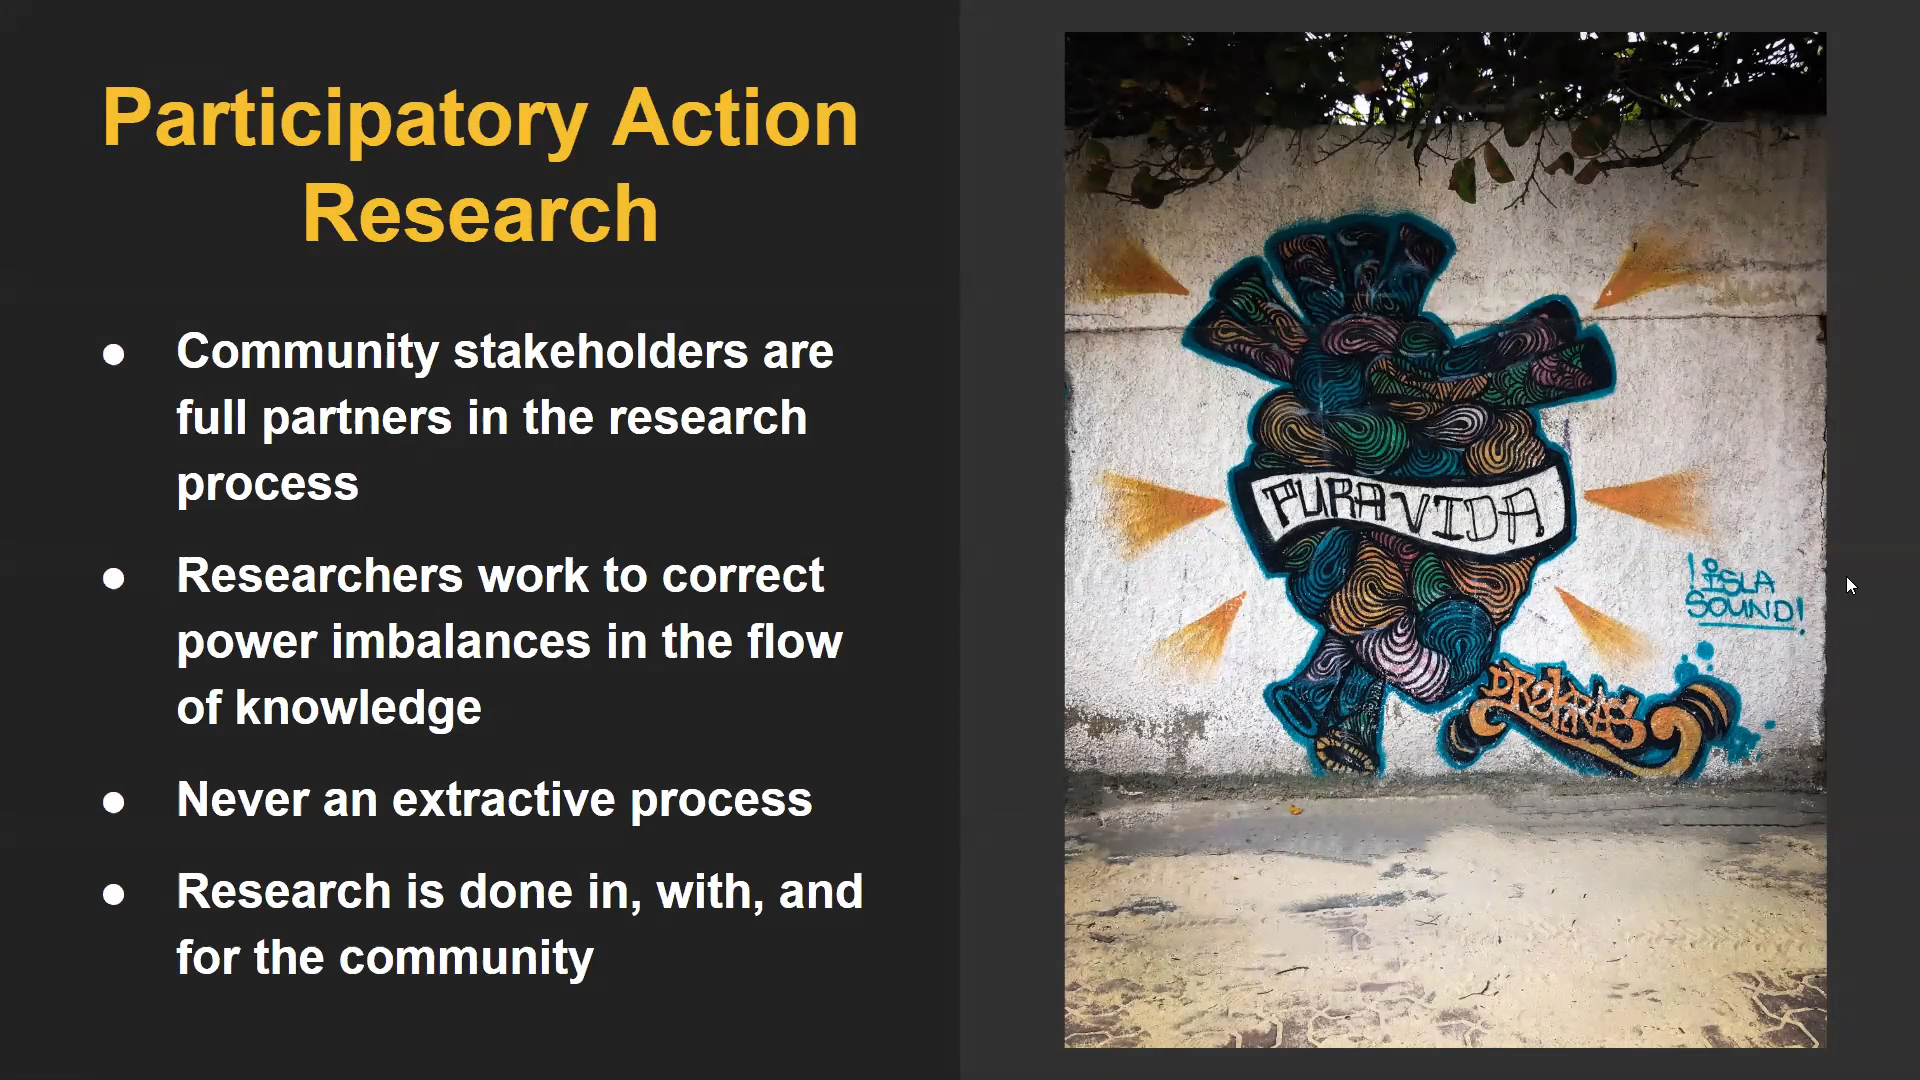 Participatory Action
Research
● Community stakeholders are
full partners in the research
process
● Researchers work to correct
power imbalances in the flow
of knowledge
● Never an extractive process
● Research is done in, with, and
for the community
PURA VIDA
¡ISLA
SOUND!